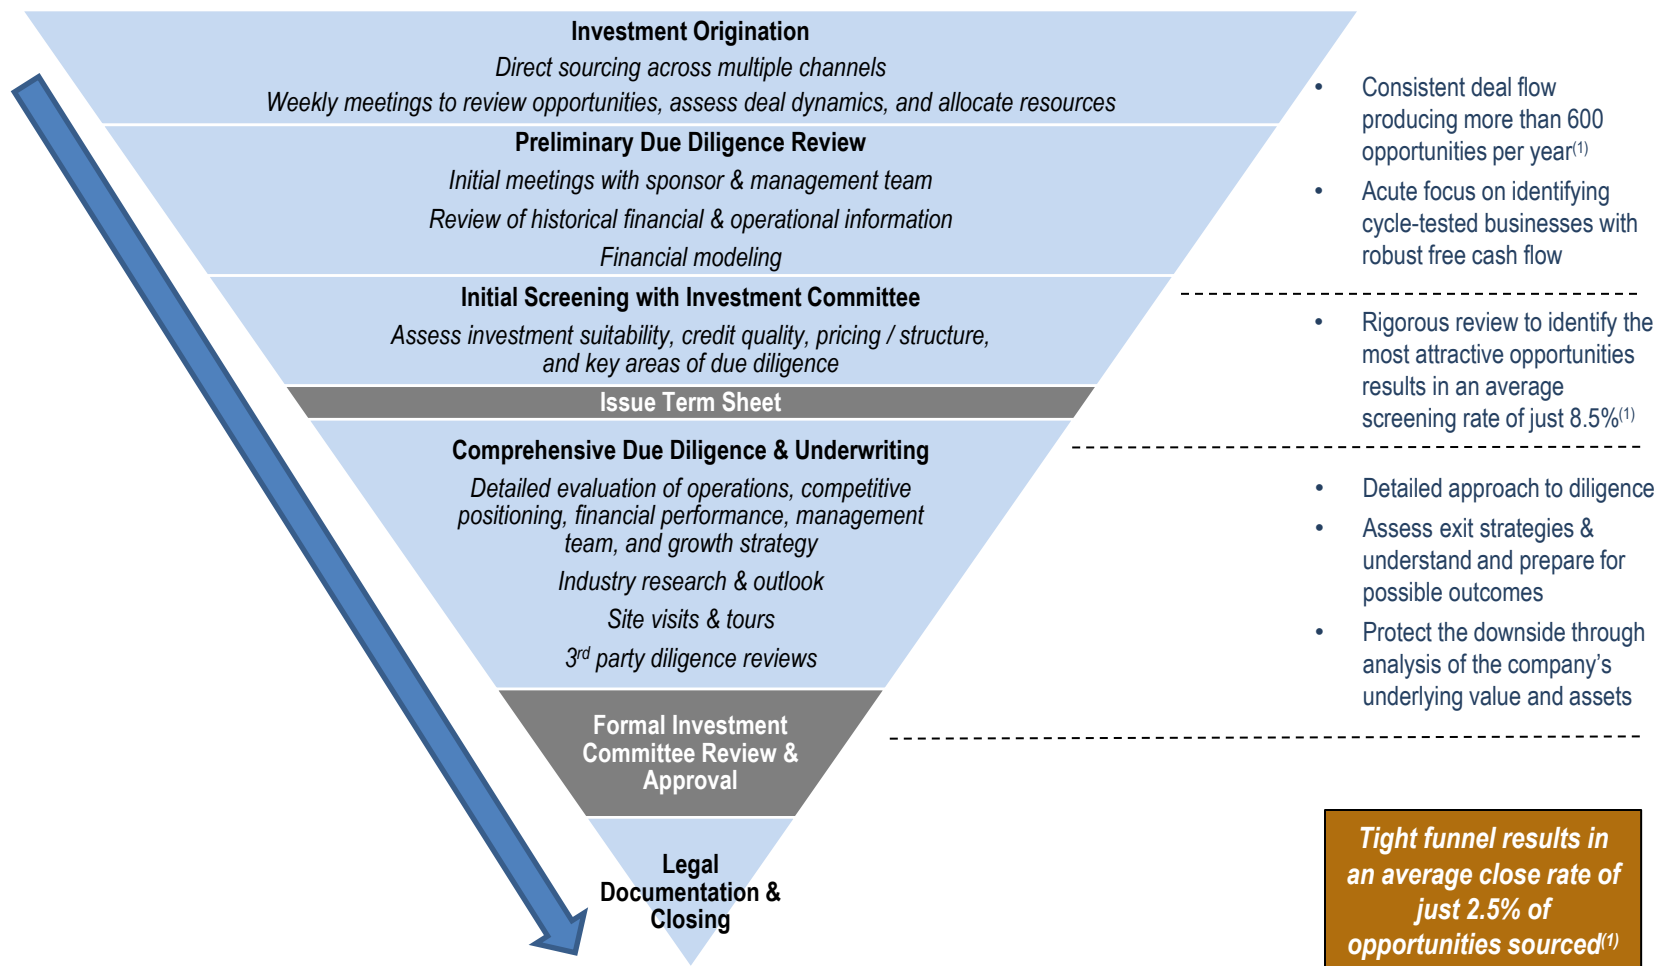 Investment Origination
Direct sourcing across multiple channels
Weekly meetings to review opportunities, assess deal dynamics, and allocate resources
Preliminary Due Diligence Review
Initial meetings with sponsor & management team
Review of historical financial & operational information
Financial modeling
Initial Screening with Investment Committee
Assess investment suitability, credit quality, pricing / structure,
and key areas of due diligence
Issue Term Sheet
Comprehensive Due Diligence & Underwriting
Detailed evaluation of operations, competitive
positioning, financial performance, management
team, and growth strategy
Industry research & outlook
Site visits & tours
3rd party diligence reviews
Formal Investment
Committee Review &
Approval
Legal
Documentation &
Closing
• Consistent deal flow
producing more than 600
opportunities per year(1)
• Acute focus on identifying
cycle-tested businesses with
robust free cash flow
• Rigorous review to identify the
most attractive opportunities
results in an average
screening rate of just 8.5%(1)
• Detailed approach to diligence
• Assess exit strategies &
understand and prepare for
possible outcomes
• Protect the downside through
analysis of the company’s
underlying value and assets
Tight funnel results in
an average close rate of
just 2.5% of
opportunities sourced(1)